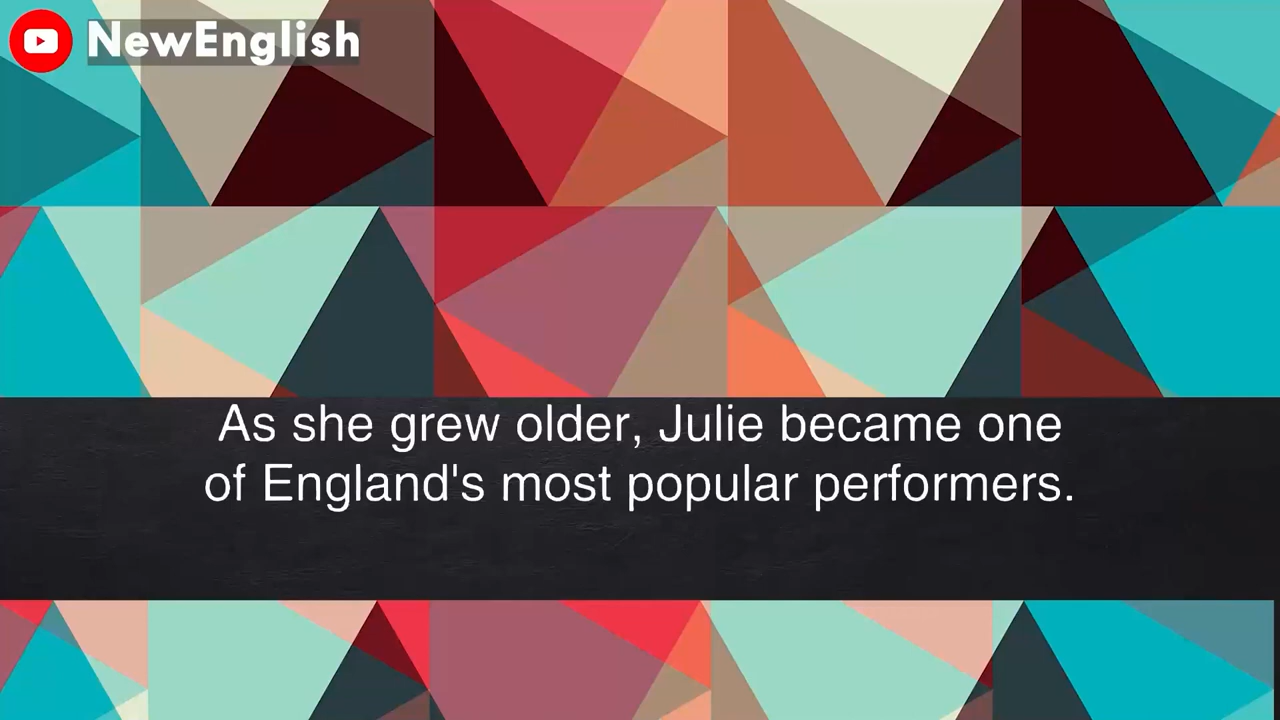 NewEnglish
As she grew older, Julie became one
of England's most popular performers.